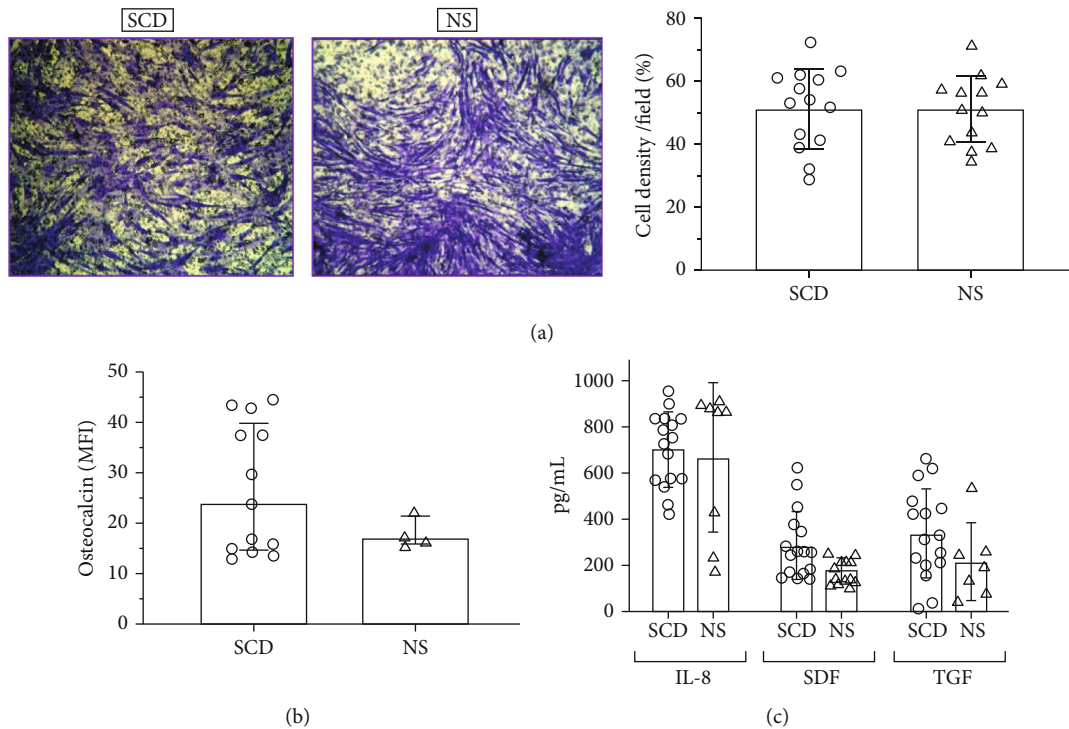 SCD
NS
Cell density /field (%)
80
60
40
20
0
SCD NS
(a)
Osteocalcin (MFI)
50
40
30
20
10
0
SCD NS
(b)
pg/mL
1000
800
600
400
200
0
SCD NS SCD NS SCD NS
IL-8 SDF TGF
(c)